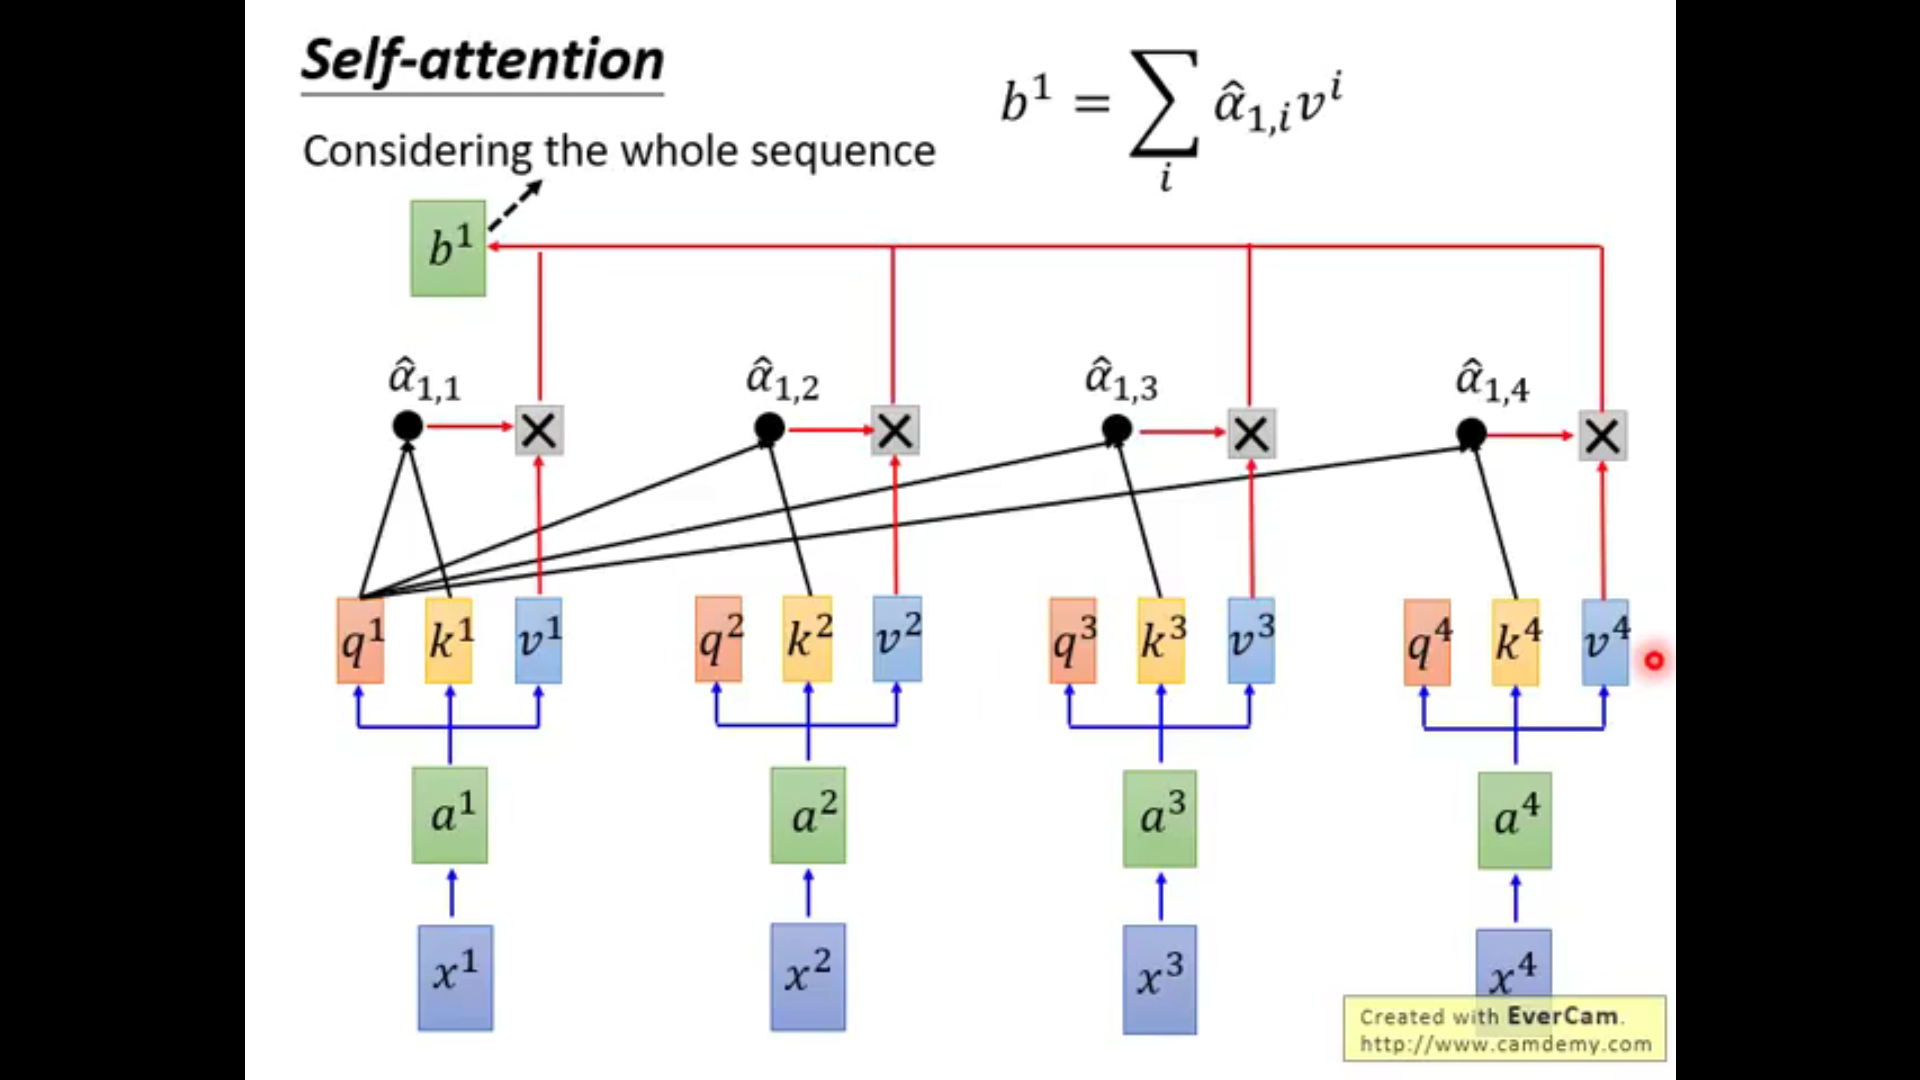 Self-attention
b¹ = ∑ᵢ α̂₁,ᵢvⁱ
Considering the whole sequence
b¹
α̂₁,₁ α̂₁,₂ α̂₁,₃ α̂₁,₄
q¹ k¹ v¹ q² k² v² q³ k³ v³ q⁴ k⁴ v⁴
a¹ a² a³ a⁴
x¹ x² x³ x⁴
Created with EverCam.
http://www.camdemy.com